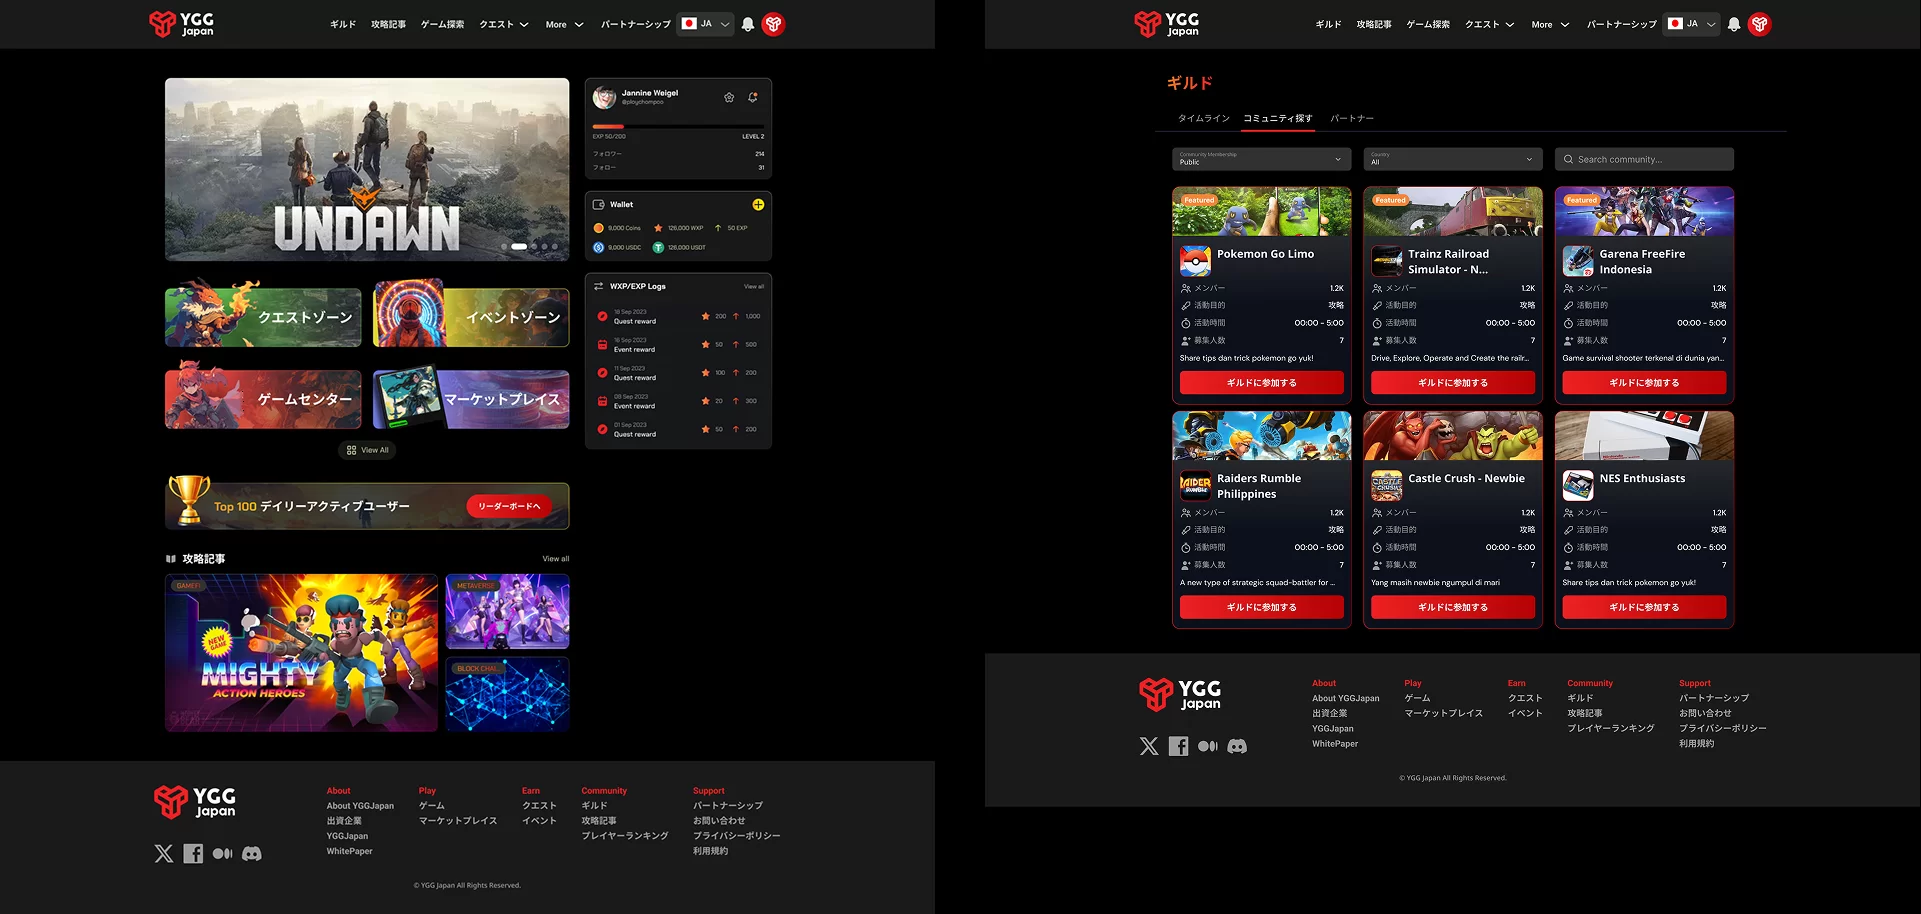 YGG
Japan
ギルド
攻略記事
ゲーム探索
クエスト
More
パートナーシップ
JA
UNDAWN
クエストゾーン
イベントゾーン
ゲームセンター
マーケットプレイス
View All
Top 100 デイリーアクティブユーザー
リーダーボードへ
攻略記事
View all
GAMEFI
NEW
GAME
MIGHTY
ACTION HEROES
METAVERSE
BLOCK CHAI...
Jannine Weigel
@ploychompoo
EXP 50/200
LEVEL 2
フォロワー
214
フォロー
31
Wallet
9,000 Coins
126,000 WXP
50 EXP
9,000 USDC
126,000 USDT
WXP/EXP Logs
View all
18 Sep 2023
Quest reward
200
1,000
16 Sep 2023
Event reward
50
500
11 Sep 2023
Quest reward
100
200
08 Sep 2023
Event reward
20
300
01 Sep 2023
Quest reward
50
200
YGG
Japan
About
About YGGJapan
出資企業
YGGJapan
WhitePaper
Play
ゲーム
マーケットプレイス
Earn
クエスト
イベント
Community
ギルド
攻略記事
プレイヤーランキング
Support
パートナーシップ
お問い合わせ
プライバシーポリシー
利用規約
© YGG Japan All Rights Reserved.
YGG
Japan
ギルド
攻略記事
ゲーム探索
クエスト
More
パートナーシップ
JA
ギルド
タイムライン
コミュニティ探す
パートナー
Community Membership
Public
Country
All
Search community...
Featured
Pokemon Go Limo
メンバー
1.2K
活動目的
攻略
活動時間
00:00 - 5:00
募集人数
7
Share tips dan trick pokemon go yuk!
ギルドに参加する
Featured
Trainz Railroad
Simulator - N...
メンバー
1.2K
活動目的
攻略
活動時間
00:00 - 5:00
募集人数
7
Drive, Explore, Operate and Create the railr...
ギルドに参加する
Featured
Garena FreeFire
Indonesia
メンバー
1.2K
活動目的
攻略
活動時間
00:00 - 5:00
募集人数
7
Game survival shooter terkenal di dunia yan...
ギルドに参加する
RAIDER
RUMBLE
Raiders Rumble
Philippines
メンバー
1.2K
活動目的
攻略
活動時間
00:00 - 5:00
募集人数
7
A new type of strategic squad-battler for ...
ギルドに参加する
CASTLE
CRUSH
Castle Crush - Newbie
メンバー
1.2K
活動目的
攻略
活動時間
00:00 - 5:00
募集人数
7
Yang masih newbie ngumpul di mari
ギルドに参加する
NES Enthusiasts
メンバー
1.2K
活動目的
攻略
活動時間
00:00 - 5:00
募集人数
7
Share tips dan trick pokemon go yuk!
ギルドに参加する
YGG
Japan
About
About YGGJapan
出資企業
YGGJapan
WhitePaper
Play
ゲーム
マーケットプレイス
Earn
クエスト
イベント
Community
ギルド
攻略記事
プレイヤーランキング
Support
パートナーシップ
お問い合わせ
プライバシーポリシー
利用規約
© YGG Japan All Rights Reserved.